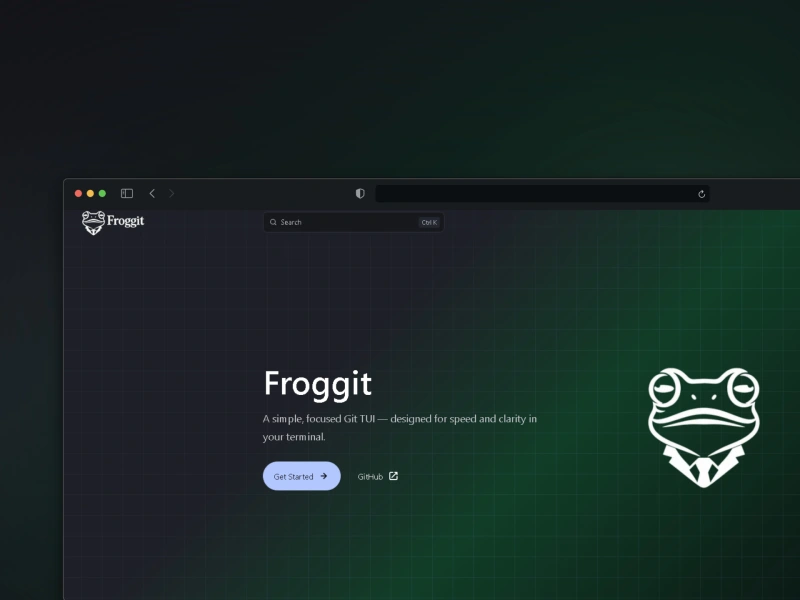 Froggit
Search
Ctrl K
Froggit
A simple, focused Git TUI — designed for speed and clarity in
your terminal.
Get Started
GitHub